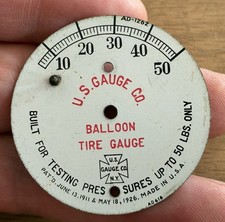 AD-1262
10 20 30 40 50
U.S. GAUGE CO.
BALLOON
TIRE GAUGE
U.S.
GAUGE CO.
N.Y.
BUILT FOR TESTING PRESSURES UP TO 50 LBS. ONLY
PAT'D. JUNE 13, 1911 & MAY 18, 1926. MADE IN U.S.A.